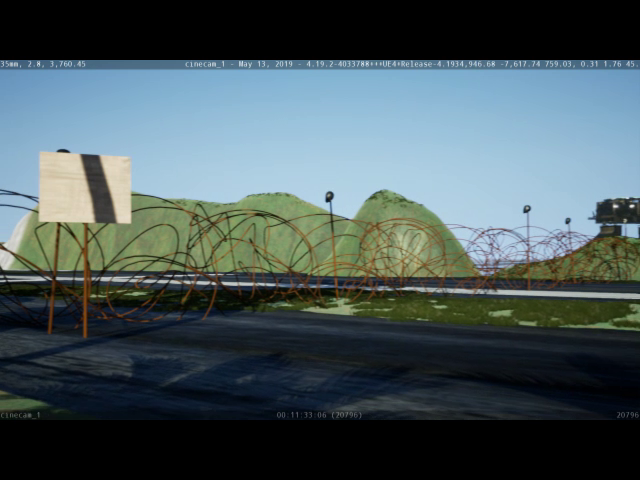 35mm, 2.8, 3,760.45 cinecam_1 - May 13, 2019 - 4.19.2-4033788+++UE4+Release-4.1934,946.68 -7,617.74 759.03, 0.31 1.76 45.
cinecam_1 00:11:33:06 (20796) 20796